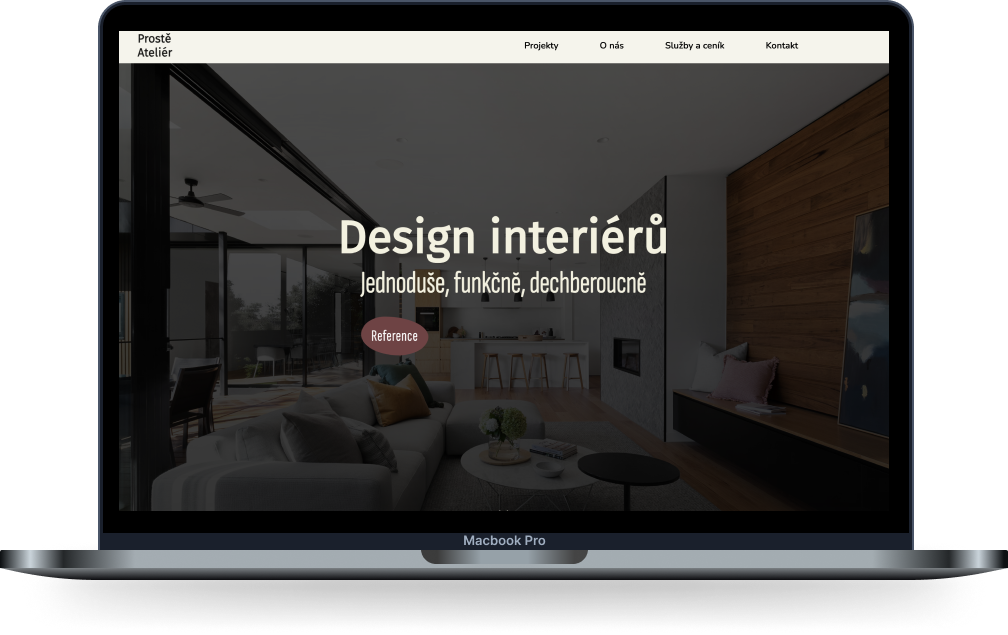 Prostě
Ateliér
Projekty
O nás
Služby a ceník
Kontakt
Design interiérů
Jednoduše, funkčně, dechberoucně
Reference
Macbook Pro